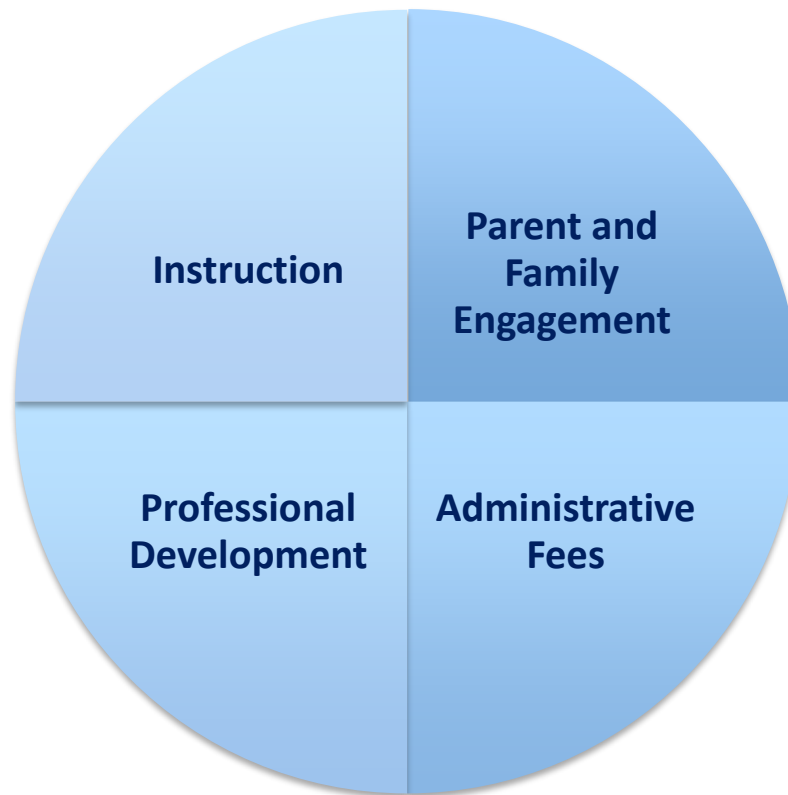 Instruction
Parent and
Family
Engagement
Professional
Development
Administrative
Fees